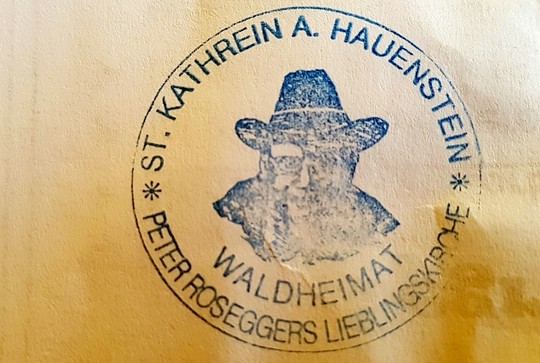 * ST. KATHREIN A. HAUENSTEIN *
WALDHEIMAT
PETER ROSEGGERS LIEBLINGSKIRCHE